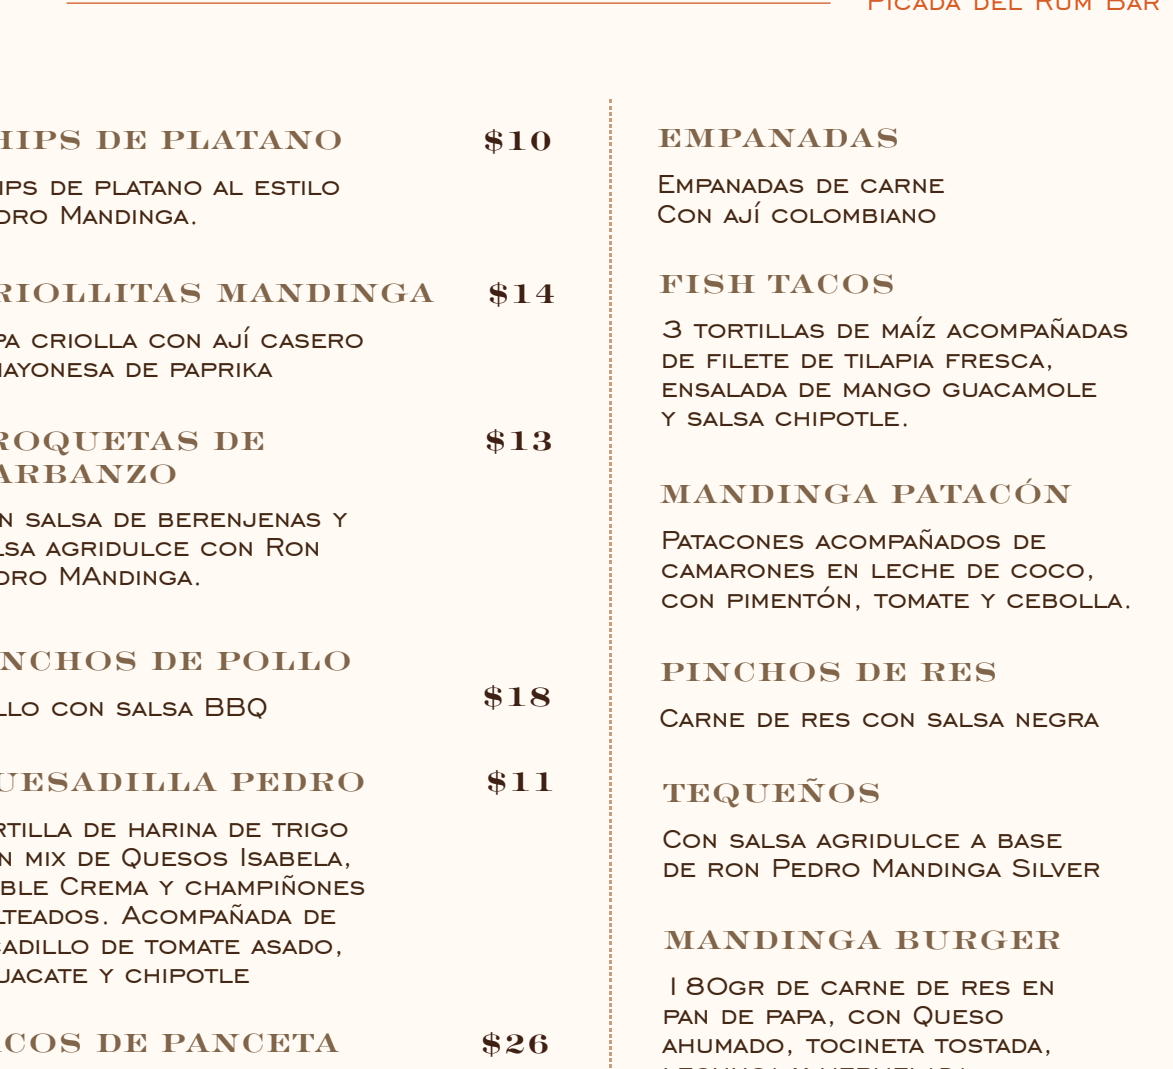 Picada del Rum Bar
HIPS DE PLATANO $10
IPS DE PLATANO AL ESTILO
DRO MANDINGA.
RIOLLITAS MANDINGA $14
PA CRIOLLA CON AJÍ CASERO
MAYONESA DE PAPRIKA
ROQUETAS DE $13
ARBANZO
N SALSA DE BERENJENAS Y
LSA AGRIDULCE CON RON
DRO MANDINGA.
NCHOS DE POLLO
LLO CON SALSA BBQ $18
UESADILLA PEDRO $11
RTILLA DE HARINA DE TRIGO
N MIX DE QUESOS ISABELA,
BLE CREMA Y CHAMPIÑONES
LTEADOS. ACOMPAÑADA DE
CADILLO DE TOMATE ASADO,
UACATE Y CHIPOTLE
COS DE PANCETA $26
EMPANADAS
EMPANADAS DE CARNE
CON AJÍ COLOMBIANO
FISH TACOS
3 TORTILLAS DE MAÍZ ACOMPAÑADAS
DE FILETE DE TILAPIA FRESCA,
ENSALADA DE MANGO GUACAMOLE
Y SALSA CHIPOTLE.
MANDINGA PATACÓN
PATACONES ACOMPAÑADOS DE
CAMARONES EN LECHE DE COCO,
CON PIMENTÓN, TOMATE Y CEBOLLA.
PINCHOS DE RES
CARNE DE RES CON SALSA NEGRA
TEQUEÑOS
CON SALSA AGRIDULCE A BASE
DE RON PEDRO MANDINGA SILVER
MANDINGA BURGER
180GR DE CARNE DE RES EN
PAN DE PAPA, CON QUESO
AHUMADO, TOCINETA TOSTADA,